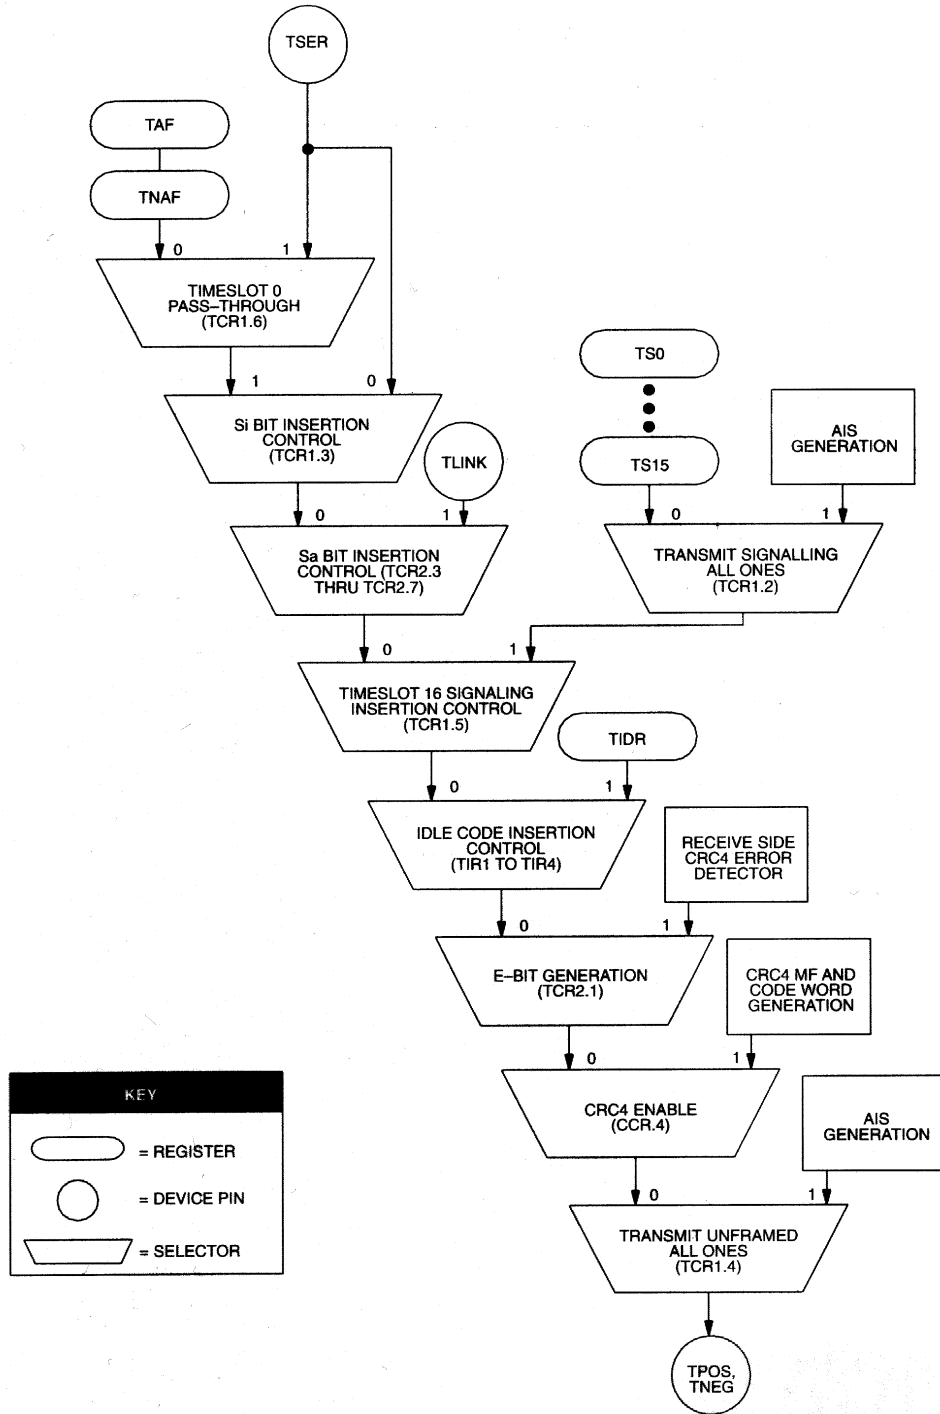 TSER
TAF
TNAF
0
1
TIMESLOT 0
PASS–THROUGH
(TCR1.6)
1
0
Si BIT INSERTION
CONTROL
(TCR1.3)
TLINK
TS0
TS15
AIS
GENERATION
0
1
Sa BIT INSERTION
CONTROL (TCR2.3
THRU TCR2.7)
0
1
TRANSMIT SIGNALLING
ALL ONES
(TCR1.2)
0
1
TIMESLOT 16 SIGNALING
INSERTION CONTROL
(TCR1.5)
TIDR
0
1
IDLE CODE INSERTION
CONTROL
(TIR1 TO TIR4)
RECEIVE SIDE
CRC4 ERROR
DETECTOR
0
1
E–BIT GENERATION
(TCR2.1)
CRC4 MF AND
CODE WORD
GENERATION
0
1
CRC4 ENABLE
(CCR.4)
AIS
GENERATION
0
1
TRANSMIT UNFRAMED
ALL ONES
(TCR1.4)
TPOS,
TNEG
KEY
= REGISTER
= DEVICE PIN
= SELECTOR